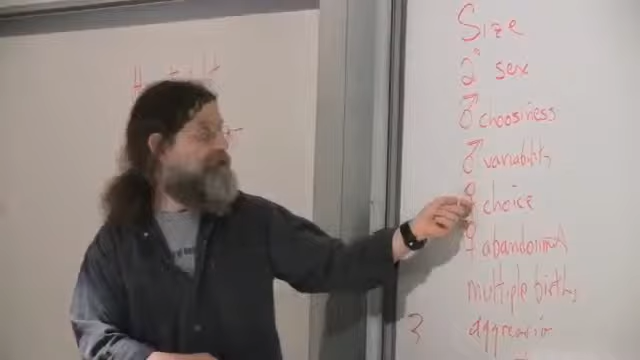 Size
2° sex
♂ choosiness
♂ variability
♀ choice
♀ abandonment
multiple births
aggression